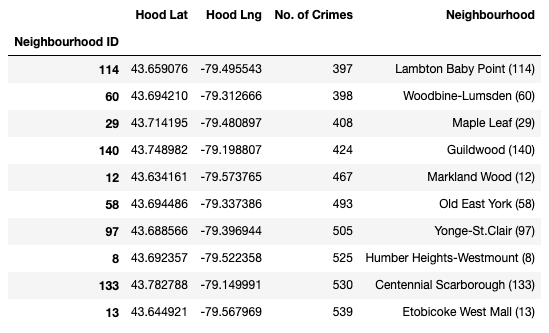 Hood Lat Hood Lng No. of Crimes Neighbourhood
Neighbourhood ID
114 43.659076 -79.495543 397 Lambton Baby Point (114)
60 43.694210 -79.312666 398 Woodbine-Lumsden (60)
29 43.714195 -79.480897 408 Maple Leaf (29)
140 43.748982 -79.198807 424 Guildwood (140)
12 43.634161 -79.573765 467 Markland Wood (12)
58 43.694486 -79.337386 493 Old East York (58)
97 43.688566 -79.396944 505 Yonge-St.Clair (97)
8 43.692357 -79.522358 525 Humber Heights-Westmount (8)
133 43.782788 -79.149991 530 Centennial Scarborough (133)
13 43.644921 -79.567969 539 Etobicoke West Mall (13)